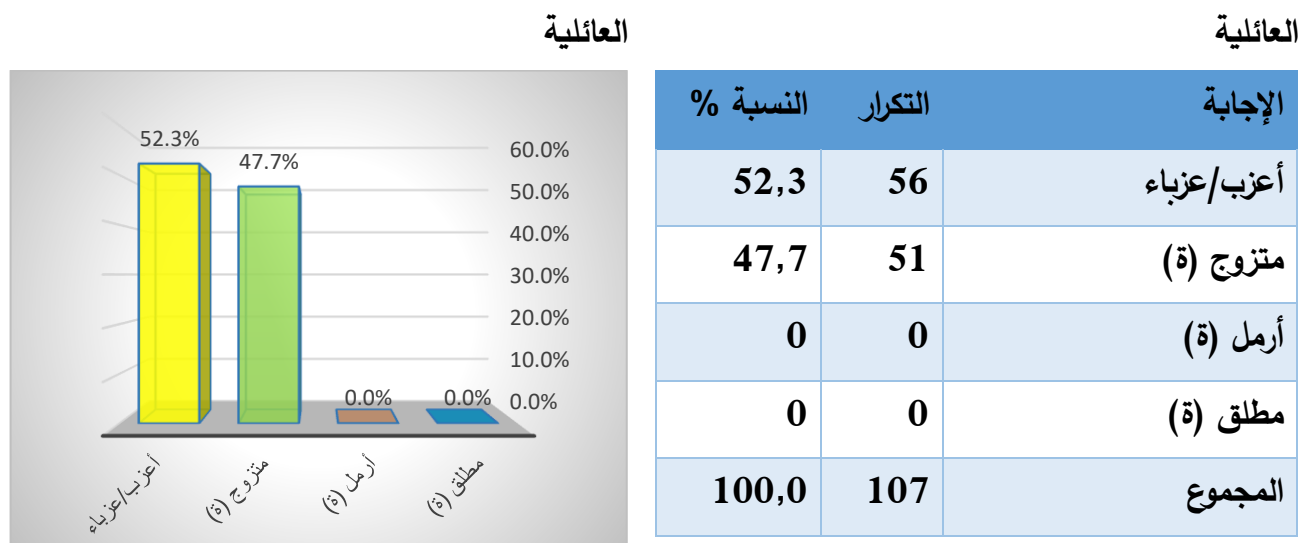 العائلية
الإجابة التكرار النسبة %
أعزب/عزباء 56 52,3
متزوج (ة) 51 47,7
أرمل (ة) 0 0
مطلق (ة) 0 0
المجموع 107 100,0
العائلية
60.0%
50.0%
40.0%
30.0%
20.0%
10.0%
0.0%
52.3%
47.7%
0.0%
0.0%
أعزب/عزباء
متزوج (ة)
أرمل (ة)
مطلق (ة)